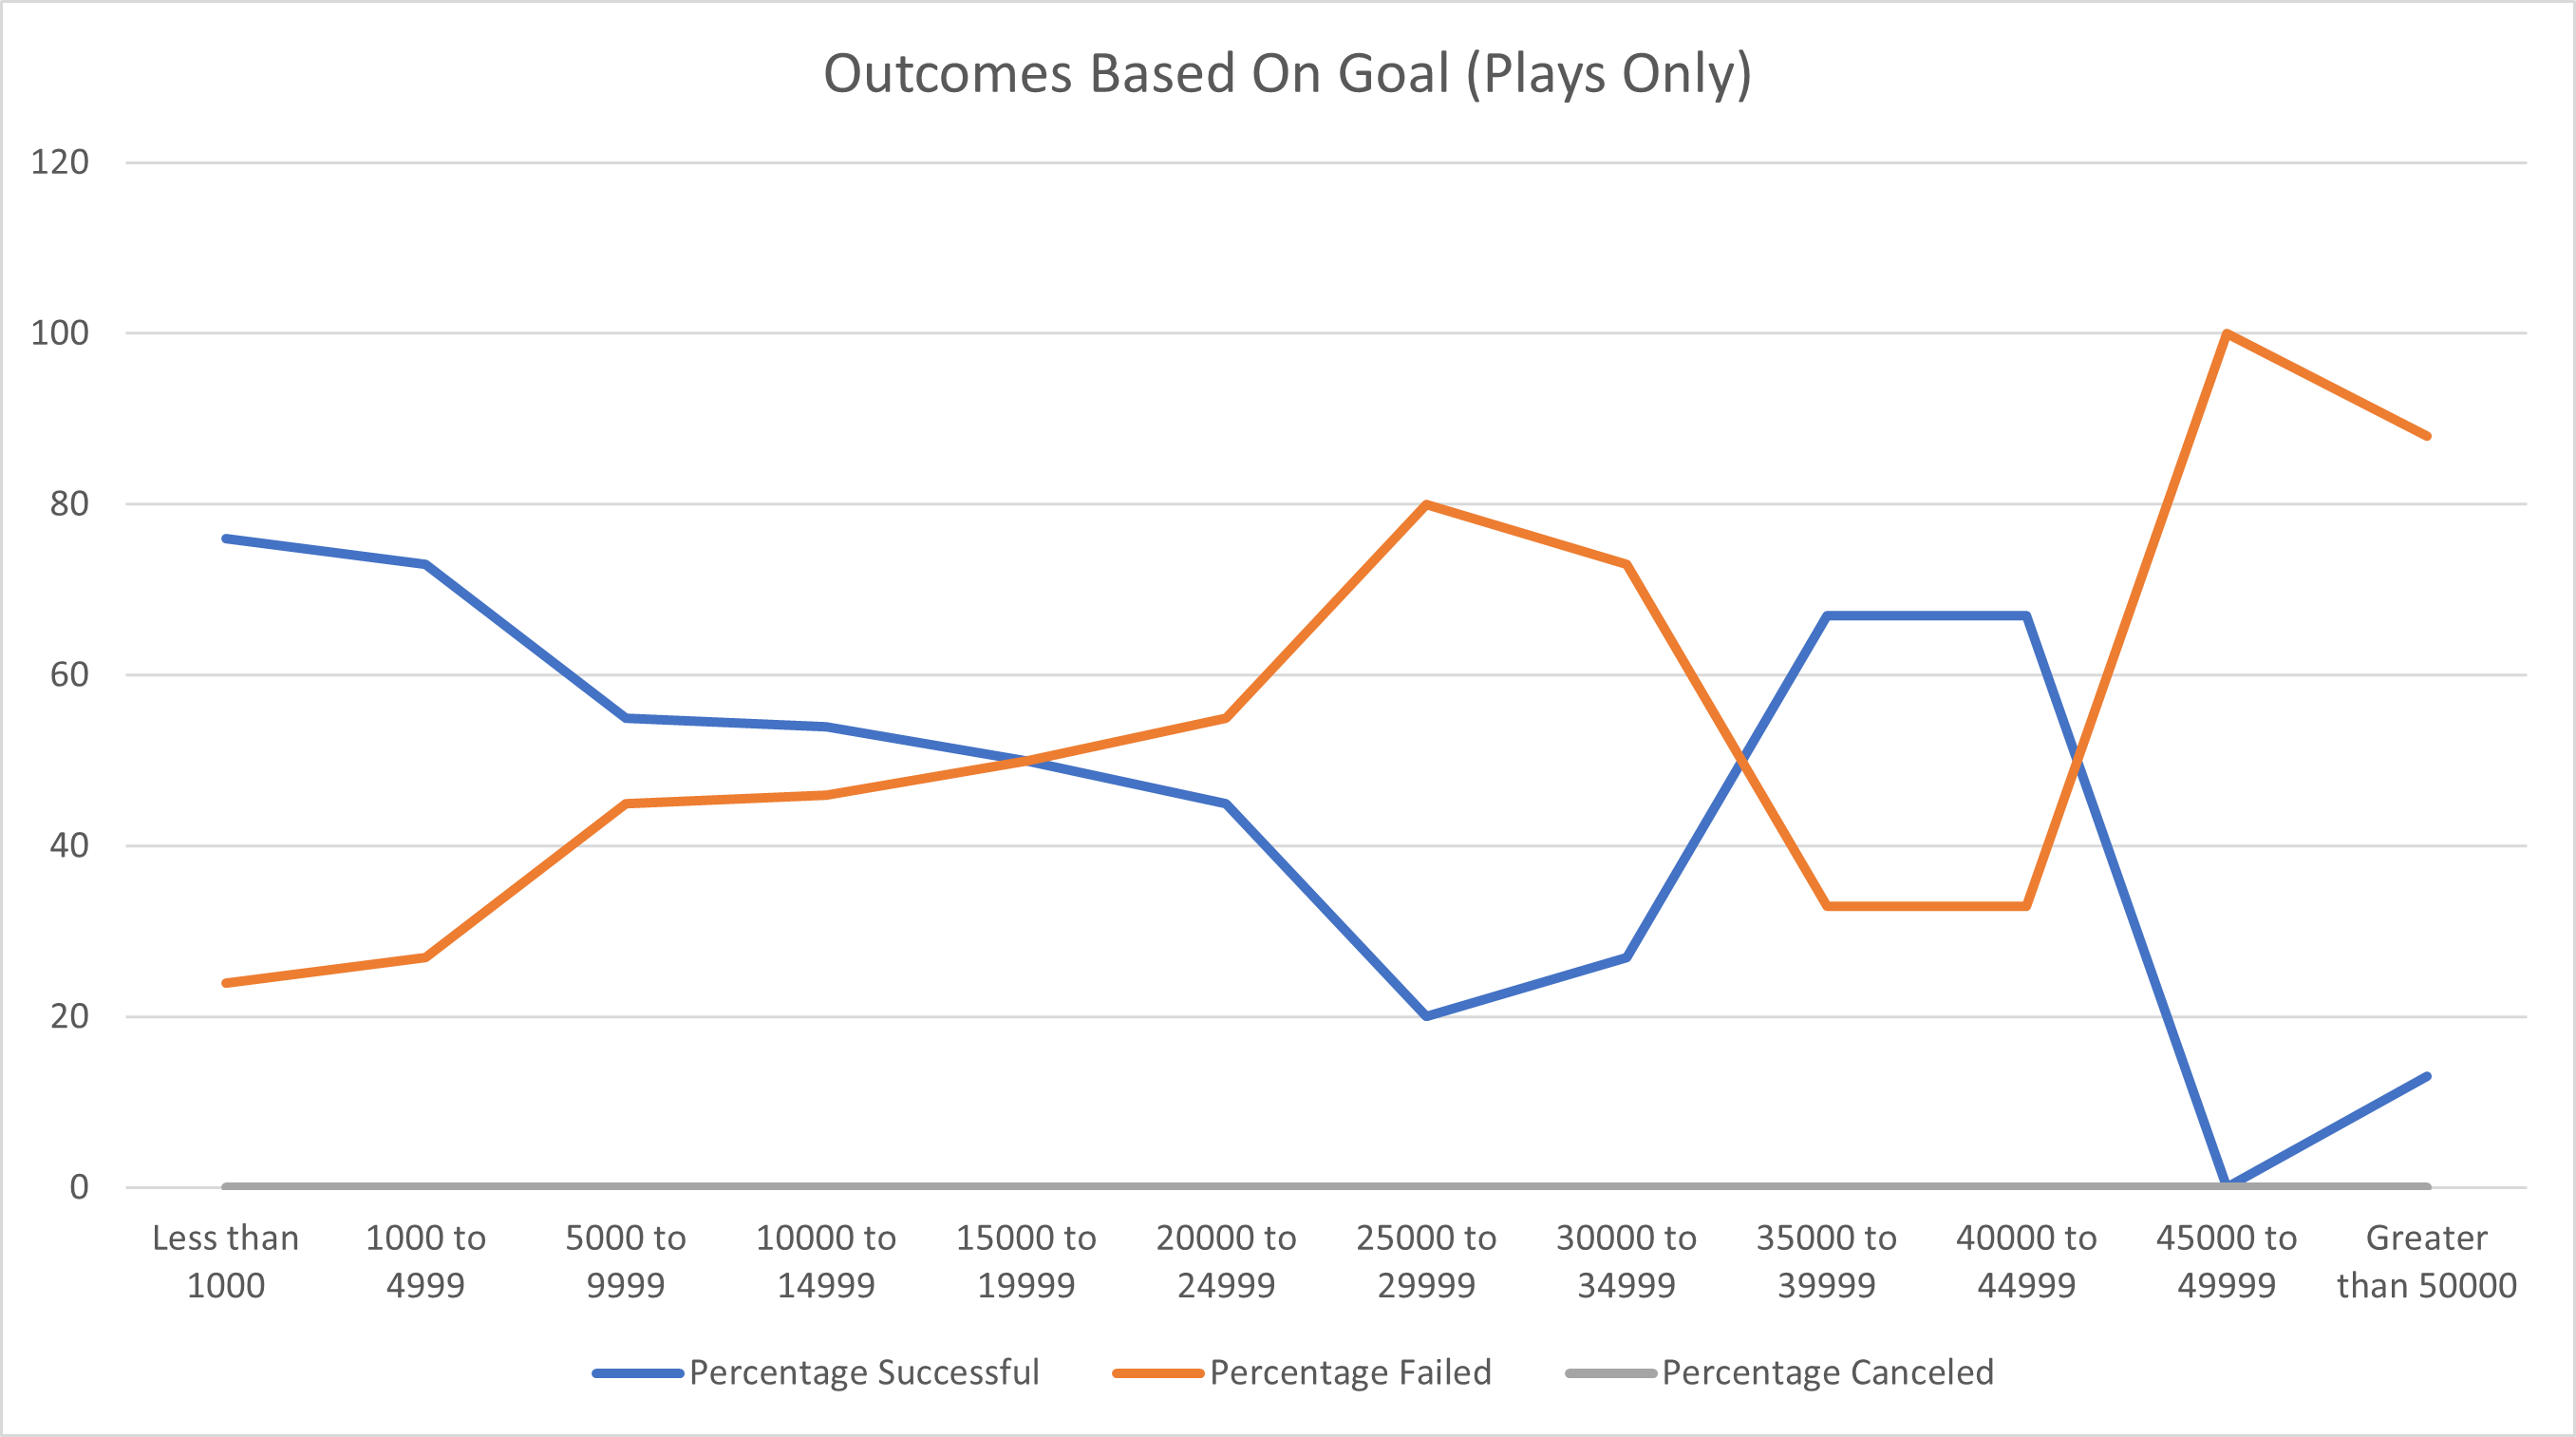 Outcomes Based On Goal (Plays Only)
120
100
80
60
40
20
0
Less than 1000 to 5000 to 10000 to 15000 to 20000 to 25000 to 30000 to 35000 to 40000 to 45000 to Greater
1000 4999 9999 14999 19999 24999 29999 34999 39999 44999 49999 than 50000
Percentage Successful Percentage Failed Percentage Canceled